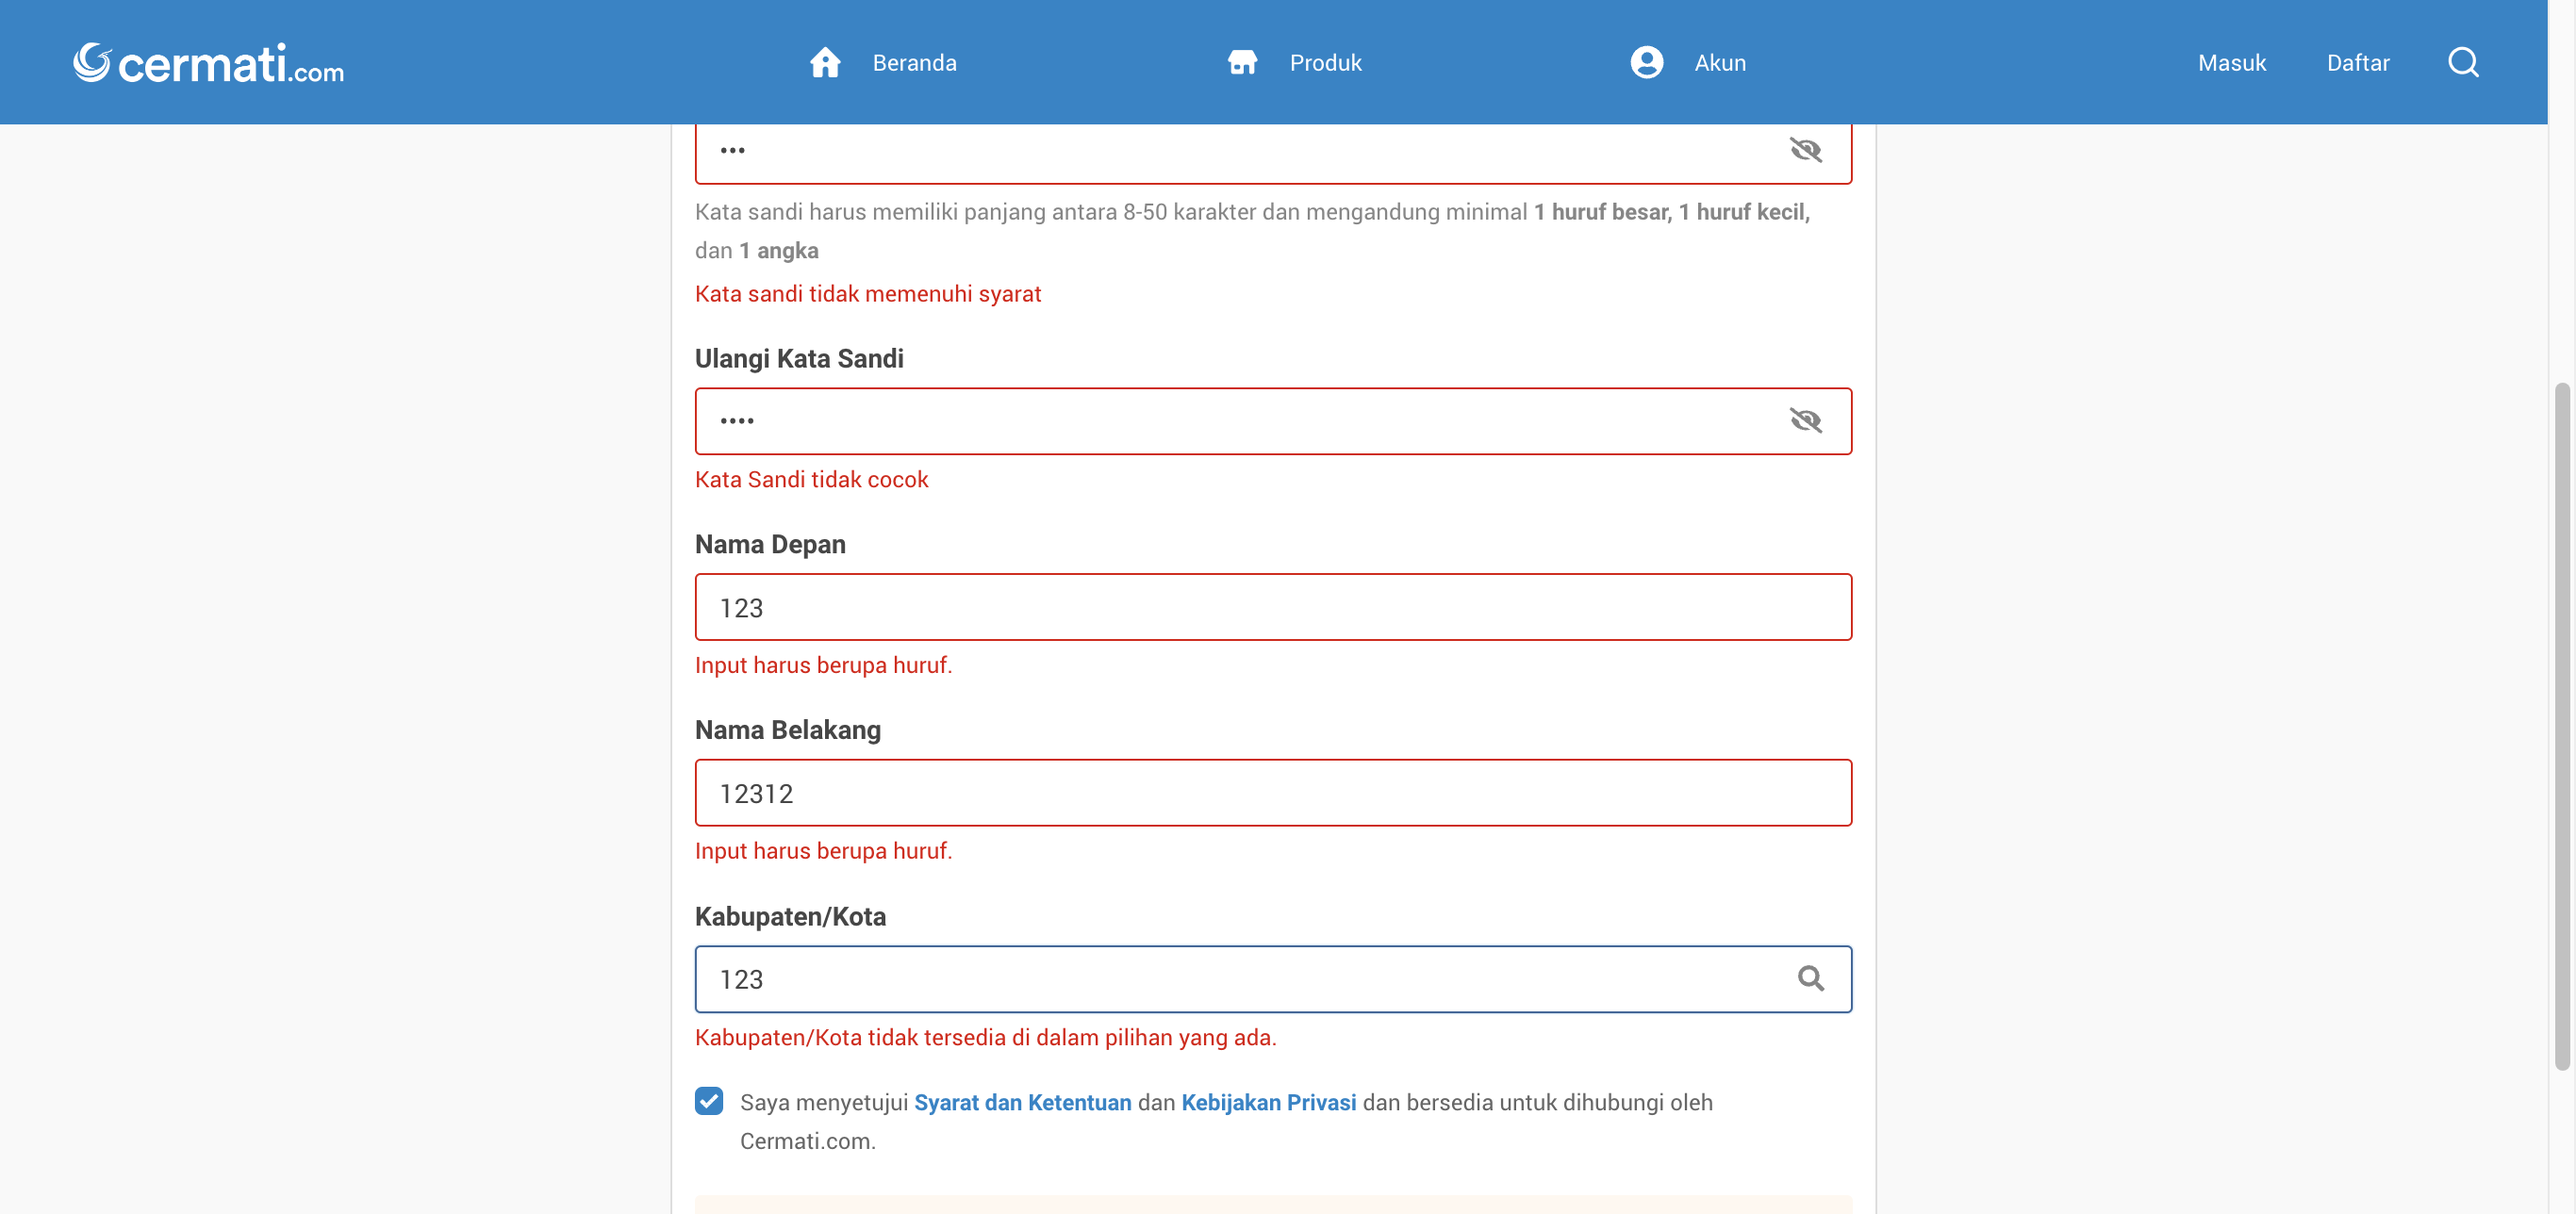 cermati.com
Beranda
Produk
Akun
Masuk
Daftar
•••
Kata sandi harus memiliki panjang antara 8-50 karakter dan mengandung minimal 1 huruf besar, 1 huruf kecil,
dan 1 angka
Kata sandi tidak memenuhi syarat
Ulangi Kata Sandi
••••
Kata Sandi tidak cocok
Nama Depan
123
Input harus berupa huruf.
Nama Belakang
12312
Input harus berupa huruf.
Kabupaten/Kota
123
Kabupaten/Kota tidak tersedia di dalam pilihan yang ada.
Saya menyetujui Syarat dan Ketentuan dan Kebijakan Privasi dan bersedia untuk dihubungi oleh
Cermati.com.